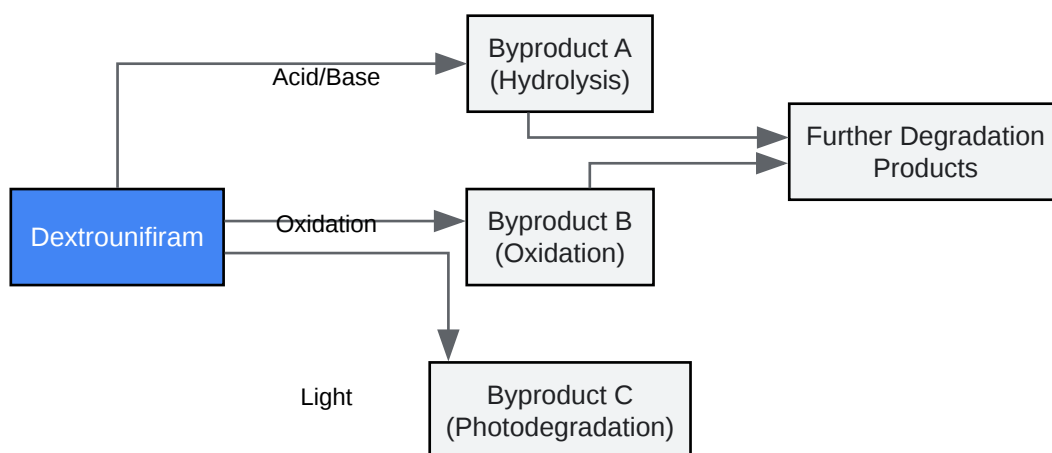 Byproduct A
(Hydrolysis)
Acid/Base
Further Degradation
Products
Dextrounifiram
Oxidation
Byproduct B
(Oxidation)
Light
Byproduct C
(Photodegradation)